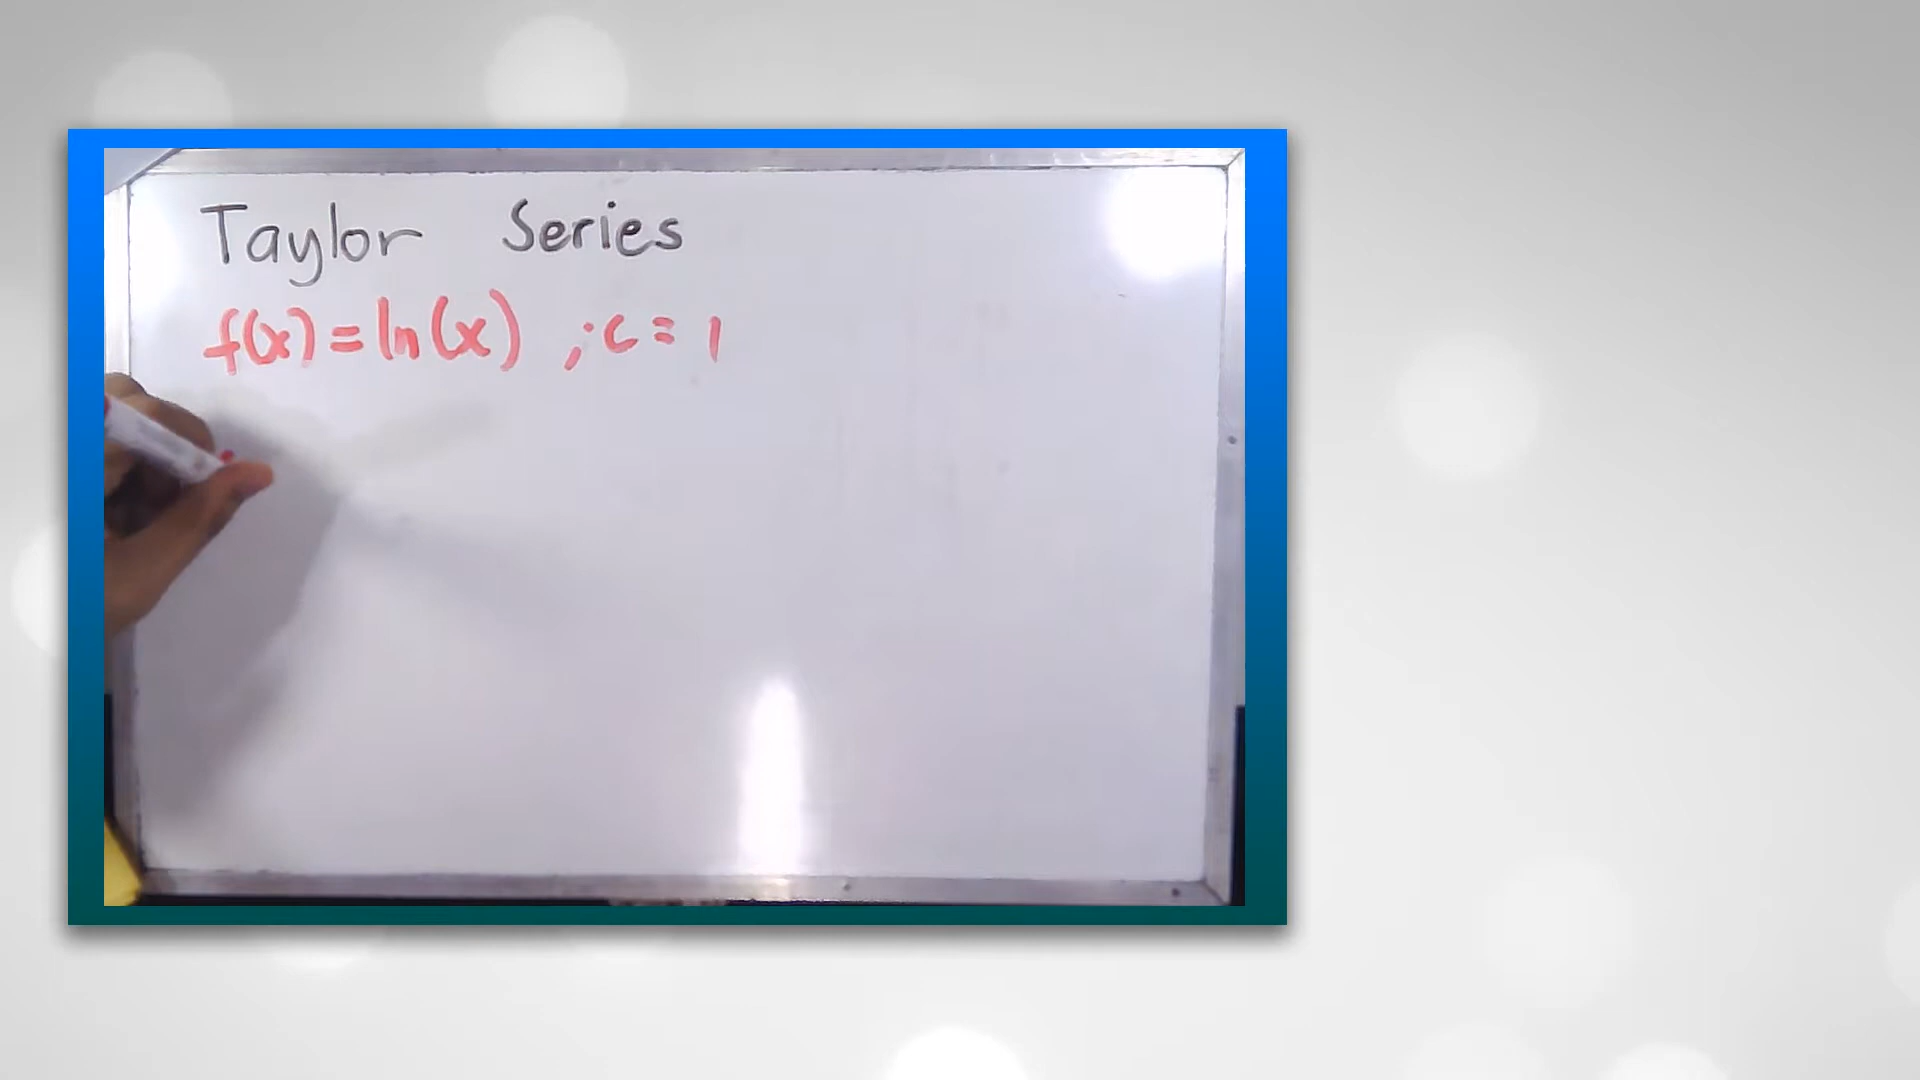 Taylor Series
f(x) = ln(x) ; c = 1